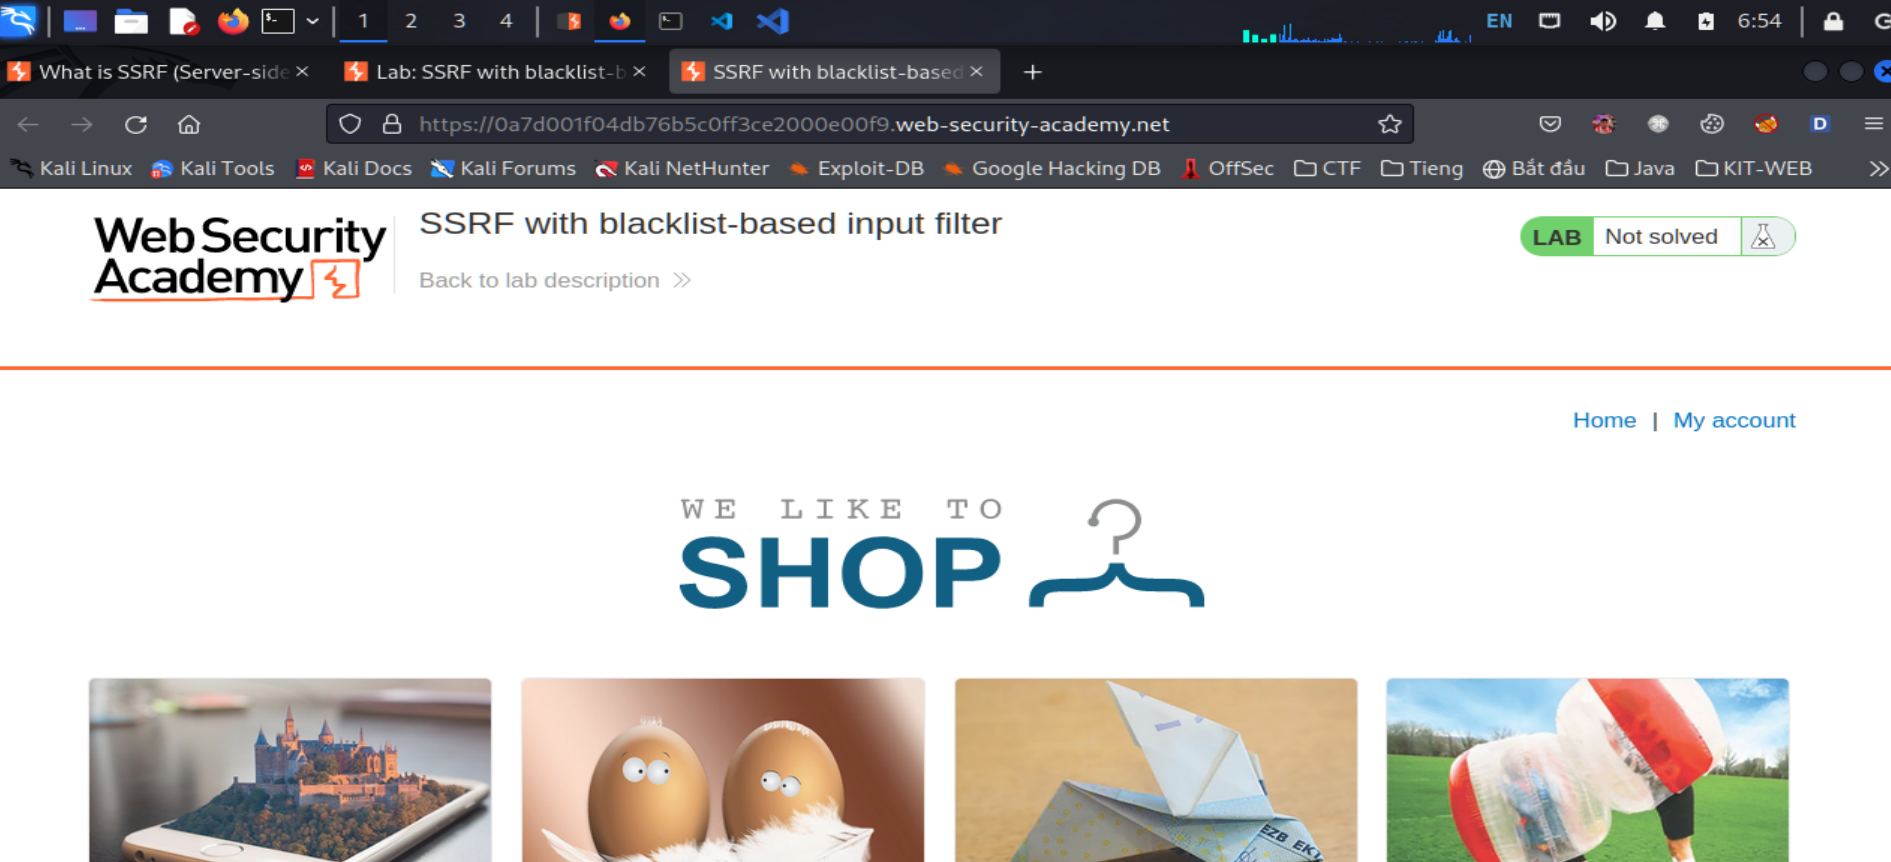 1 2 3 4 EN 6:54
What is SSRF (Server-side
Lab: SSRF with blacklist-b
SSRF with blacklist-based
https://0a7d001f04db76b5c0ff3ce2000e00f9.web-security-academy.net
Kali Linux Kali Tools Kali Docs Kali Forums Kali NetHunter Exploit-DB Google Hacking DB OffSec CTF Tieng Bắt đầu Java KIT-WEB
Web Security
Academy
SSRF with blacklist-based input filter
Back to lab description
LAB Not solved
Home | My account
WE LIKE TO
SHOP
EZB EK